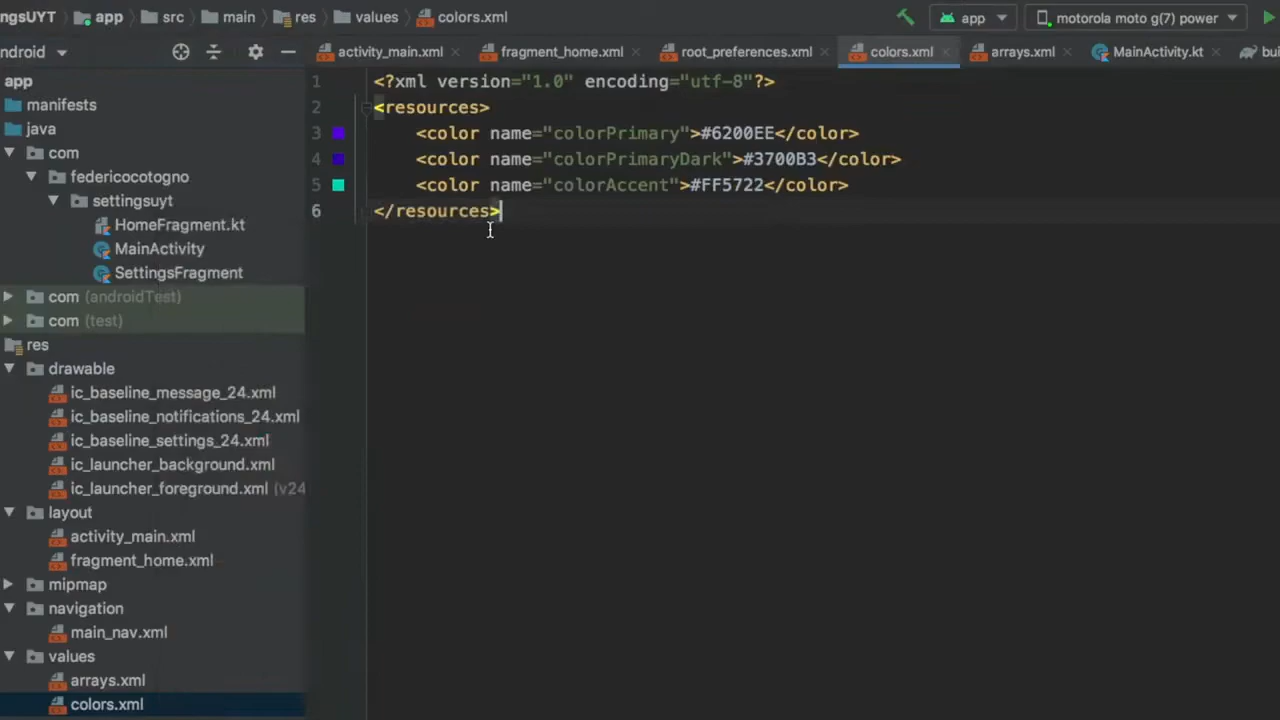 ngsUYT app src main res values colors.xml app motorola moto g(7) power
ndroid
activity_main.xml fragment_home.xml root_preferences.xml colors.xml arrays.xml MainActivity.kt bui
app
manifests
java
com
federicocotogno
settingsuyt
HomeFragment.kt
MainActivity
SettingsFragment
com (androidTest)
com (test)
res
drawable
ic_baseline_message_24.xml
ic_baseline_notifications_24.xml
ic_baseline_settings_24.xml
ic_launcher_background.xml
ic_launcher_foreground.xml (v24
layout
activity_main.xml
fragment_home.xml
mipmap
navigation
main_nav.xml
values
arrays.xml
colors.xml
1 <?xml version="1.0" encoding="utf-8"?>
2 <resources>
3 <color name="colorPrimary">#6200EE</color>
4 <color name="colorPrimaryDark">#3700B3</color>
5 <color name="colorAccent">#FF5722</color>
6 </resources>